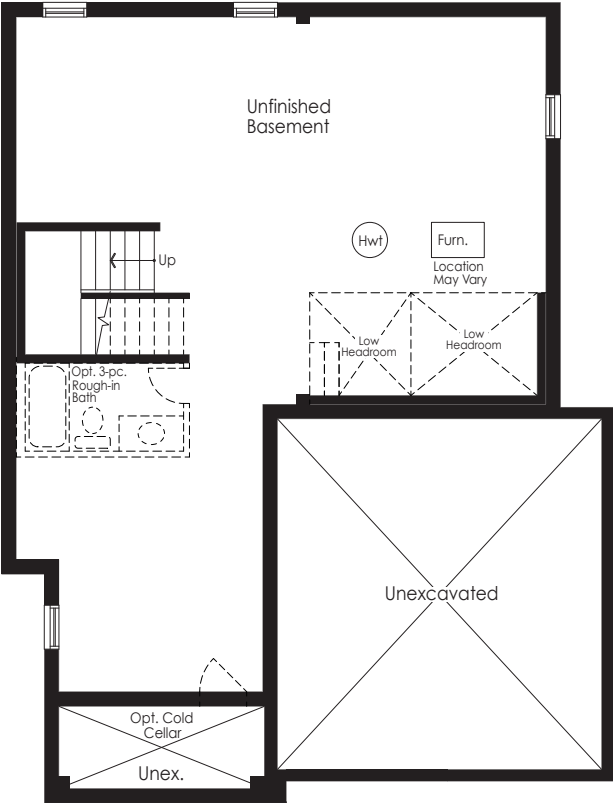 Unfinished
Basement
Hwt
Furn.
Location
May Vary
Up
Low
Headroom
Low
Headroom
Opt. 3-pc.
Rough-in
Bath
Unexcavated
Opt. Cold
Cellar
Unex.